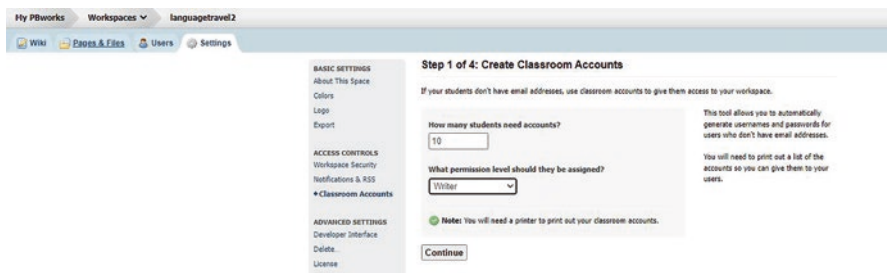 My PBworks Workspaces languagetravel2
Wiki Pages & Files Users Settings
BASIC SETTINGS
About This Space
Colors
Logo
Export
ACCESS CONTROLS
Workspace Security
Notifications & RSS
Classroom Accounts
ADVANCED SETTINGS
Developer Interface
Delete...
License
Step 1 of 4: Create Classroom Accounts
If your students don't have email addresses, use classroom accounts to give them access to your workspace.
How many students need accounts?
10
What permission level should they be assigned?
Writer
Note: You will need a printer to print out your classroom accounts.
Continue
This tool allows you to automatically
generate usernames and passwords for
users who don't have email addresses.
You will need to print out a list of the
accounts so you can give them to your
users.